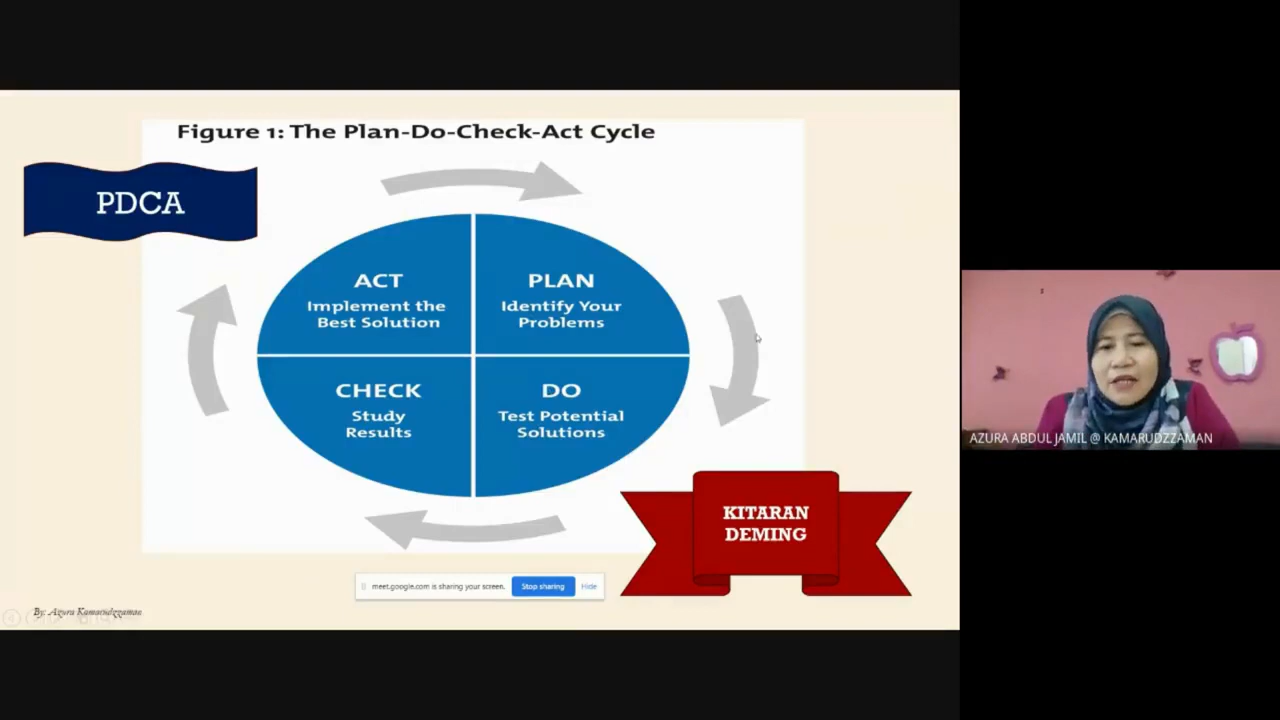 Figure 1: The Plan-Do-Check-Act Cycle
PDCA
ACT
Implement the
Best Solution
PLAN
Identify Your
Problems
CHECK
Study
Results
DO
Test Potential
Solutions
KITARAN
DEMING
meet.google.com is sharing your screen.
Stop sharing
Hide
By: Azura Kamarudzzaman
AZURA ABDUL JAMIL @ KAMARUDZZAMAN